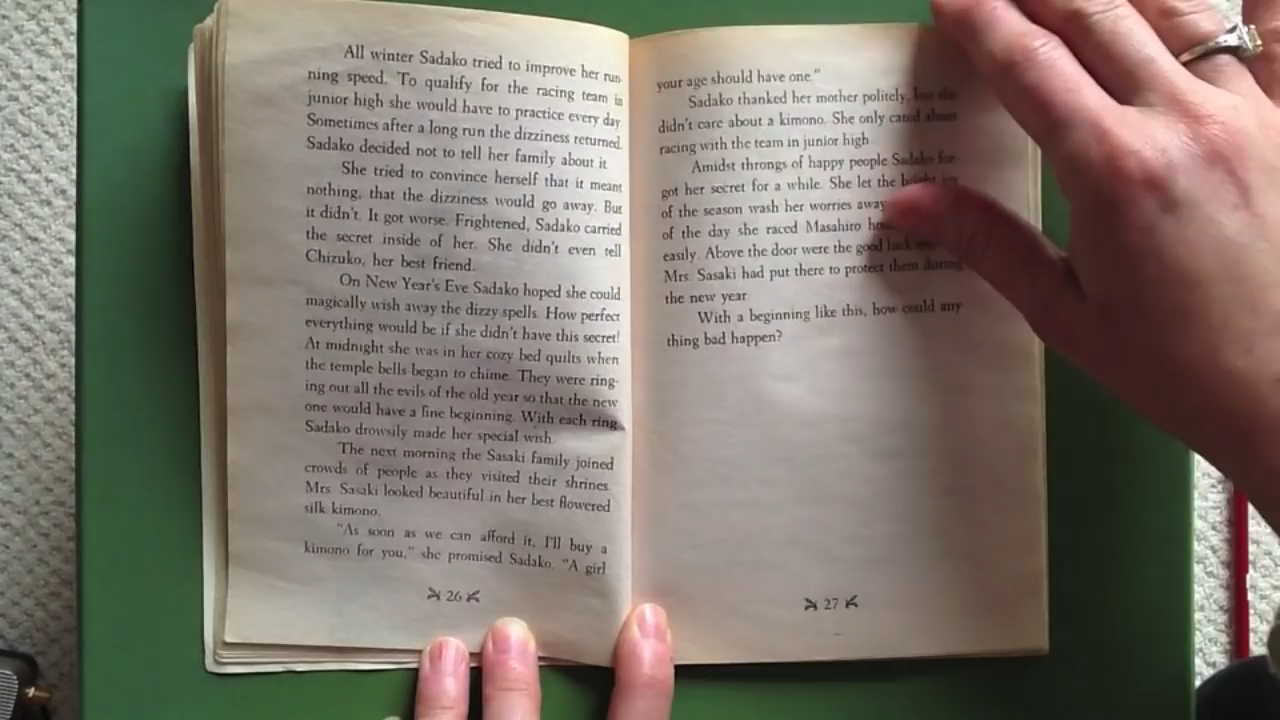 All winter Sadako tried to improve her run-
ning speed. To qualify for the racing team in
junior high she would have to practice every day.
Sometimes after a long run the dizziness returned.
Sadako decided not to tell her family about it.
She tried to convince herself that it meant
nothing, that the dizziness would go away. But
it didn't. It got worse. Frightened, Sadako carried
the secret inside of her. She didn't even tell
Chizuko, her best friend.
On New Year's Eve Sadako hoped she could
magically wish away the dizzy spells. How perfect
everything would be if she didn't have this secret!
At midnight she was in her cozy bed quilts when
the temple bells began to chime. They were ring-
ing out all the evils of the old year so that the new
one would have a fine beginning. With each ring
Sadako drowsily made her special wish.
The next morning the Sasaki family joined
crowds of people as they visited their shrines.
Mrs. Sasaki looked beautiful in her best flowered
silk kimono.
"As soon as we can afford it, I'll buy a
kimono for you," she promised Sadako. "A girl
26
your age should have one."
Sadako thanked her mother politely, but she
didn't care about a kimono. She only cared about
racing with the team in junior high.
Amidst throngs of happy people Sadako for-
got her secret for a while. She let the bright joy
of the season wash her worries away.
of the day she raced Masahiro
easily. Above the door were the good luck
Mrs. Sasaki had put there to protect them during
the new year.
With a beginning like this, how could any
thing bad happen?
27